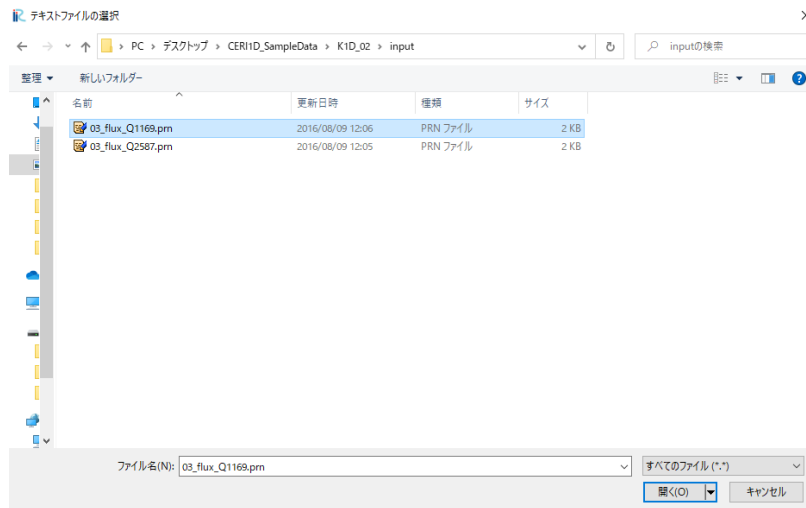 テキストファイルの選択
PC › デスクトップ › CERI1D_SampleData › K1D_02 › input
inputの検索
整理 新しいフォルダー
名前 更新日時 種類 サイズ
03_flux_Q1169.prn 2016/08/09 12:06 PRN ファイル 2 KB
03_flux_Q2587.prn 2016/08/09 12:05 PRN ファイル 2 KB
ファイル名(N): 03_flux_Q1169.prn すべてのファイル (*.*)
開く(O) キャンセル